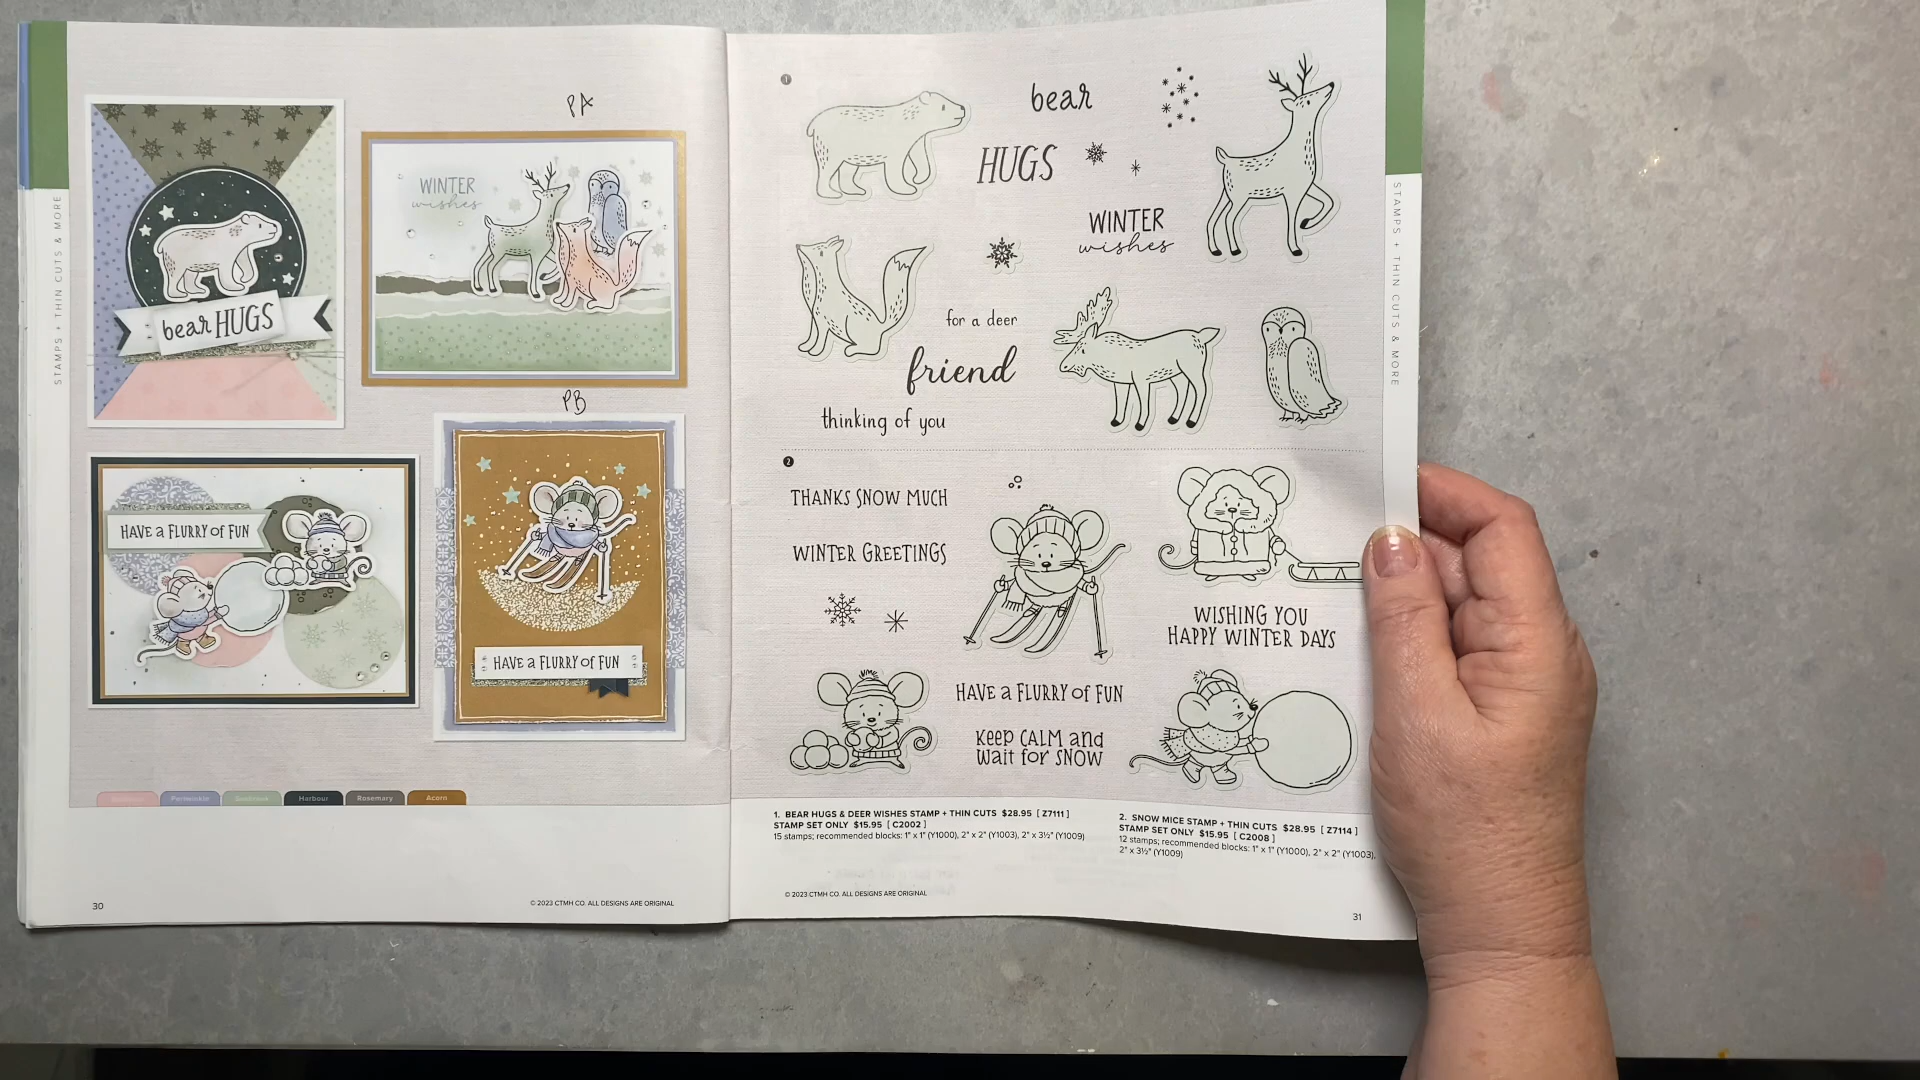 STAMPS + THIN CUTS & MORE
PA
bear HUGS
WINTER
wishes
PB
HAVE a FLURRY of FUN
HAVE a FLURRY of FUN
Periwinkle
Harbour
Rosemary
Acorn
30
© 2023 CTMH CO. ALL DESIGNS ARE ORIGINAL
1
bear
HUGS
WINTER
wishes
for a deer
friend
thinking of you
2
THANKS SNOW MUCH
WINTER GREETINGS
WISHING YOU
HAPPY WINTER DAYS
HAVE a FLURRY of FUN
KEEP CALM and
Wait for SNOW
STAMPS + THIN CUTS & MORE
1. BEAR HUGS & DEER WISHES STAMP + THIN CUTS $28.95 [ Z7111 ]
STAMP SET ONLY $15.95 [ C2002 ]
15 stamps; recommended blocks: 1" x 1" (Y1000), 2" x 2" (Y1003), 2" x 3½" (Y1009)
2. SNOW MICE STAMP + THIN CUTS $28.95 [ Z7114 ]
STAMP SET ONLY $15.95 [ C2008 ]
12 stamps; recommended blocks: 1" x 1" (Y1000), 2" x 2" (Y1003),
2" x 3½" (Y1009)
© 2023 CTMH CO. ALL DESIGNS ARE ORIGINAL
31